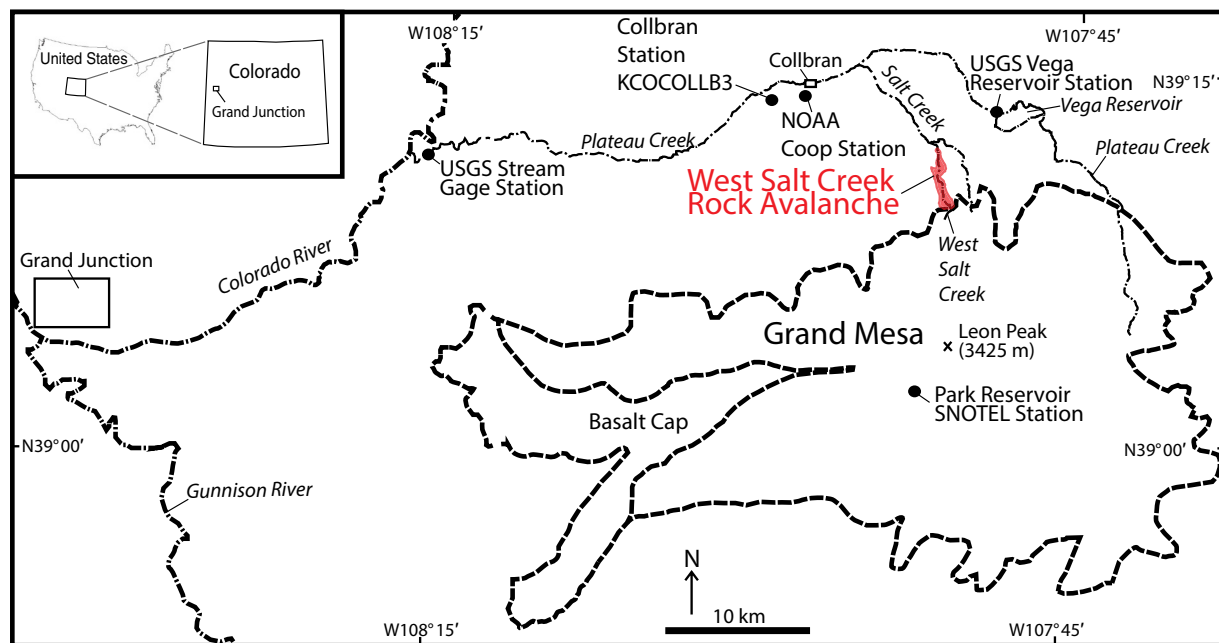 United States
Colorado
Grand Junction
W108°15′
W107°45′
Collbran
Station
KCOCOLLB3
Collbran
NOAA
Coop Station
Salt Creek
USGS Vega
Reservoir Station
Vega Reservoir
N39°15′
Plateau Creek
Plateau Creek
USGS Stream
Gage Station
West Salt Creek
Rock Avalanche
West
Salt
Creek
Grand Junction
Colorado River
Grand Mesa
Leon Peak
(3425 m)
Park Reservoir
SNOTEL Station
Basalt Cap
N39°00′
N39°00′
Gunnison River
N
10 km
W108°15′
W107°45′